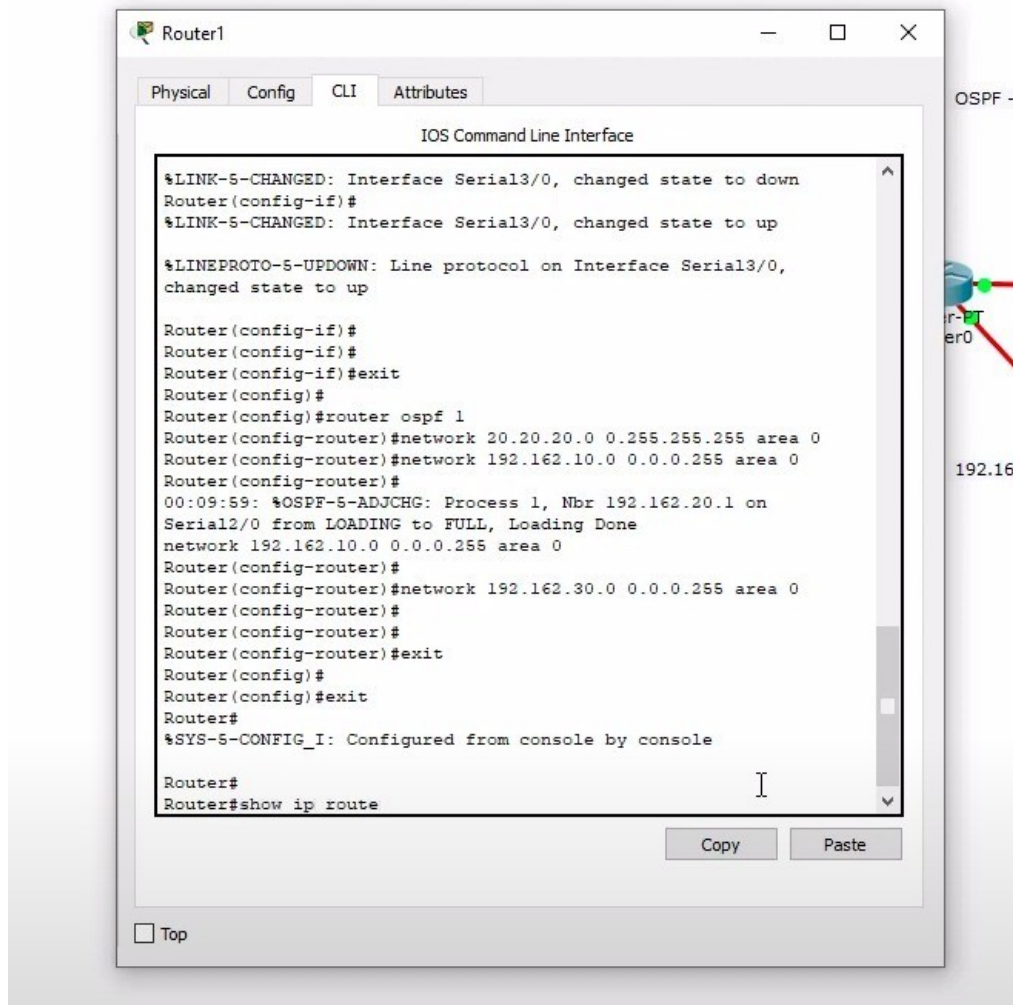 Router1
Physical Config CLI Attributes
OSPF -
IOS Command Line Interface
%LINK-5-CHANGED: Interface Serial3/0, changed state to down
Router(config-if)#
%LINK-5-CHANGED: Interface Serial3/0, changed state to up
%LINEPROTO-5-UPDOWN: Line protocol on Interface Serial3/0,
changed state to up
Router(config-if)#
Router(config-if)#
Router(config-if)#exit
Router(config)#
Router(config)#router ospf 1
Router(config-router)#network 20.20.20.0 0.255.255.255 area 0
Router(config-router)#network 192.162.10.0 0.0.0.255 area 0
Router(config-router)#
00:09:59: %OSPF-5-ADJCHG: Process 1, Nbr 192.162.20.1 on
Serial2/0 from LOADING to FULL, Loading Done
network 192.162.10.0 0.0.0.255 area 0
Router(config-router)#
Router(config-router)#network 192.162.30.0 0.0.0.255 area 0
Router(config-router)#
Router(config-router)#
Router(config-router)#exit
Router(config)#
Router(config)#exit
Router#
%SYS-5-CONFIG_I: Configured from console by console
Router#
Router#show ip route
r-PT
er0
192.16
Copy Paste
Top